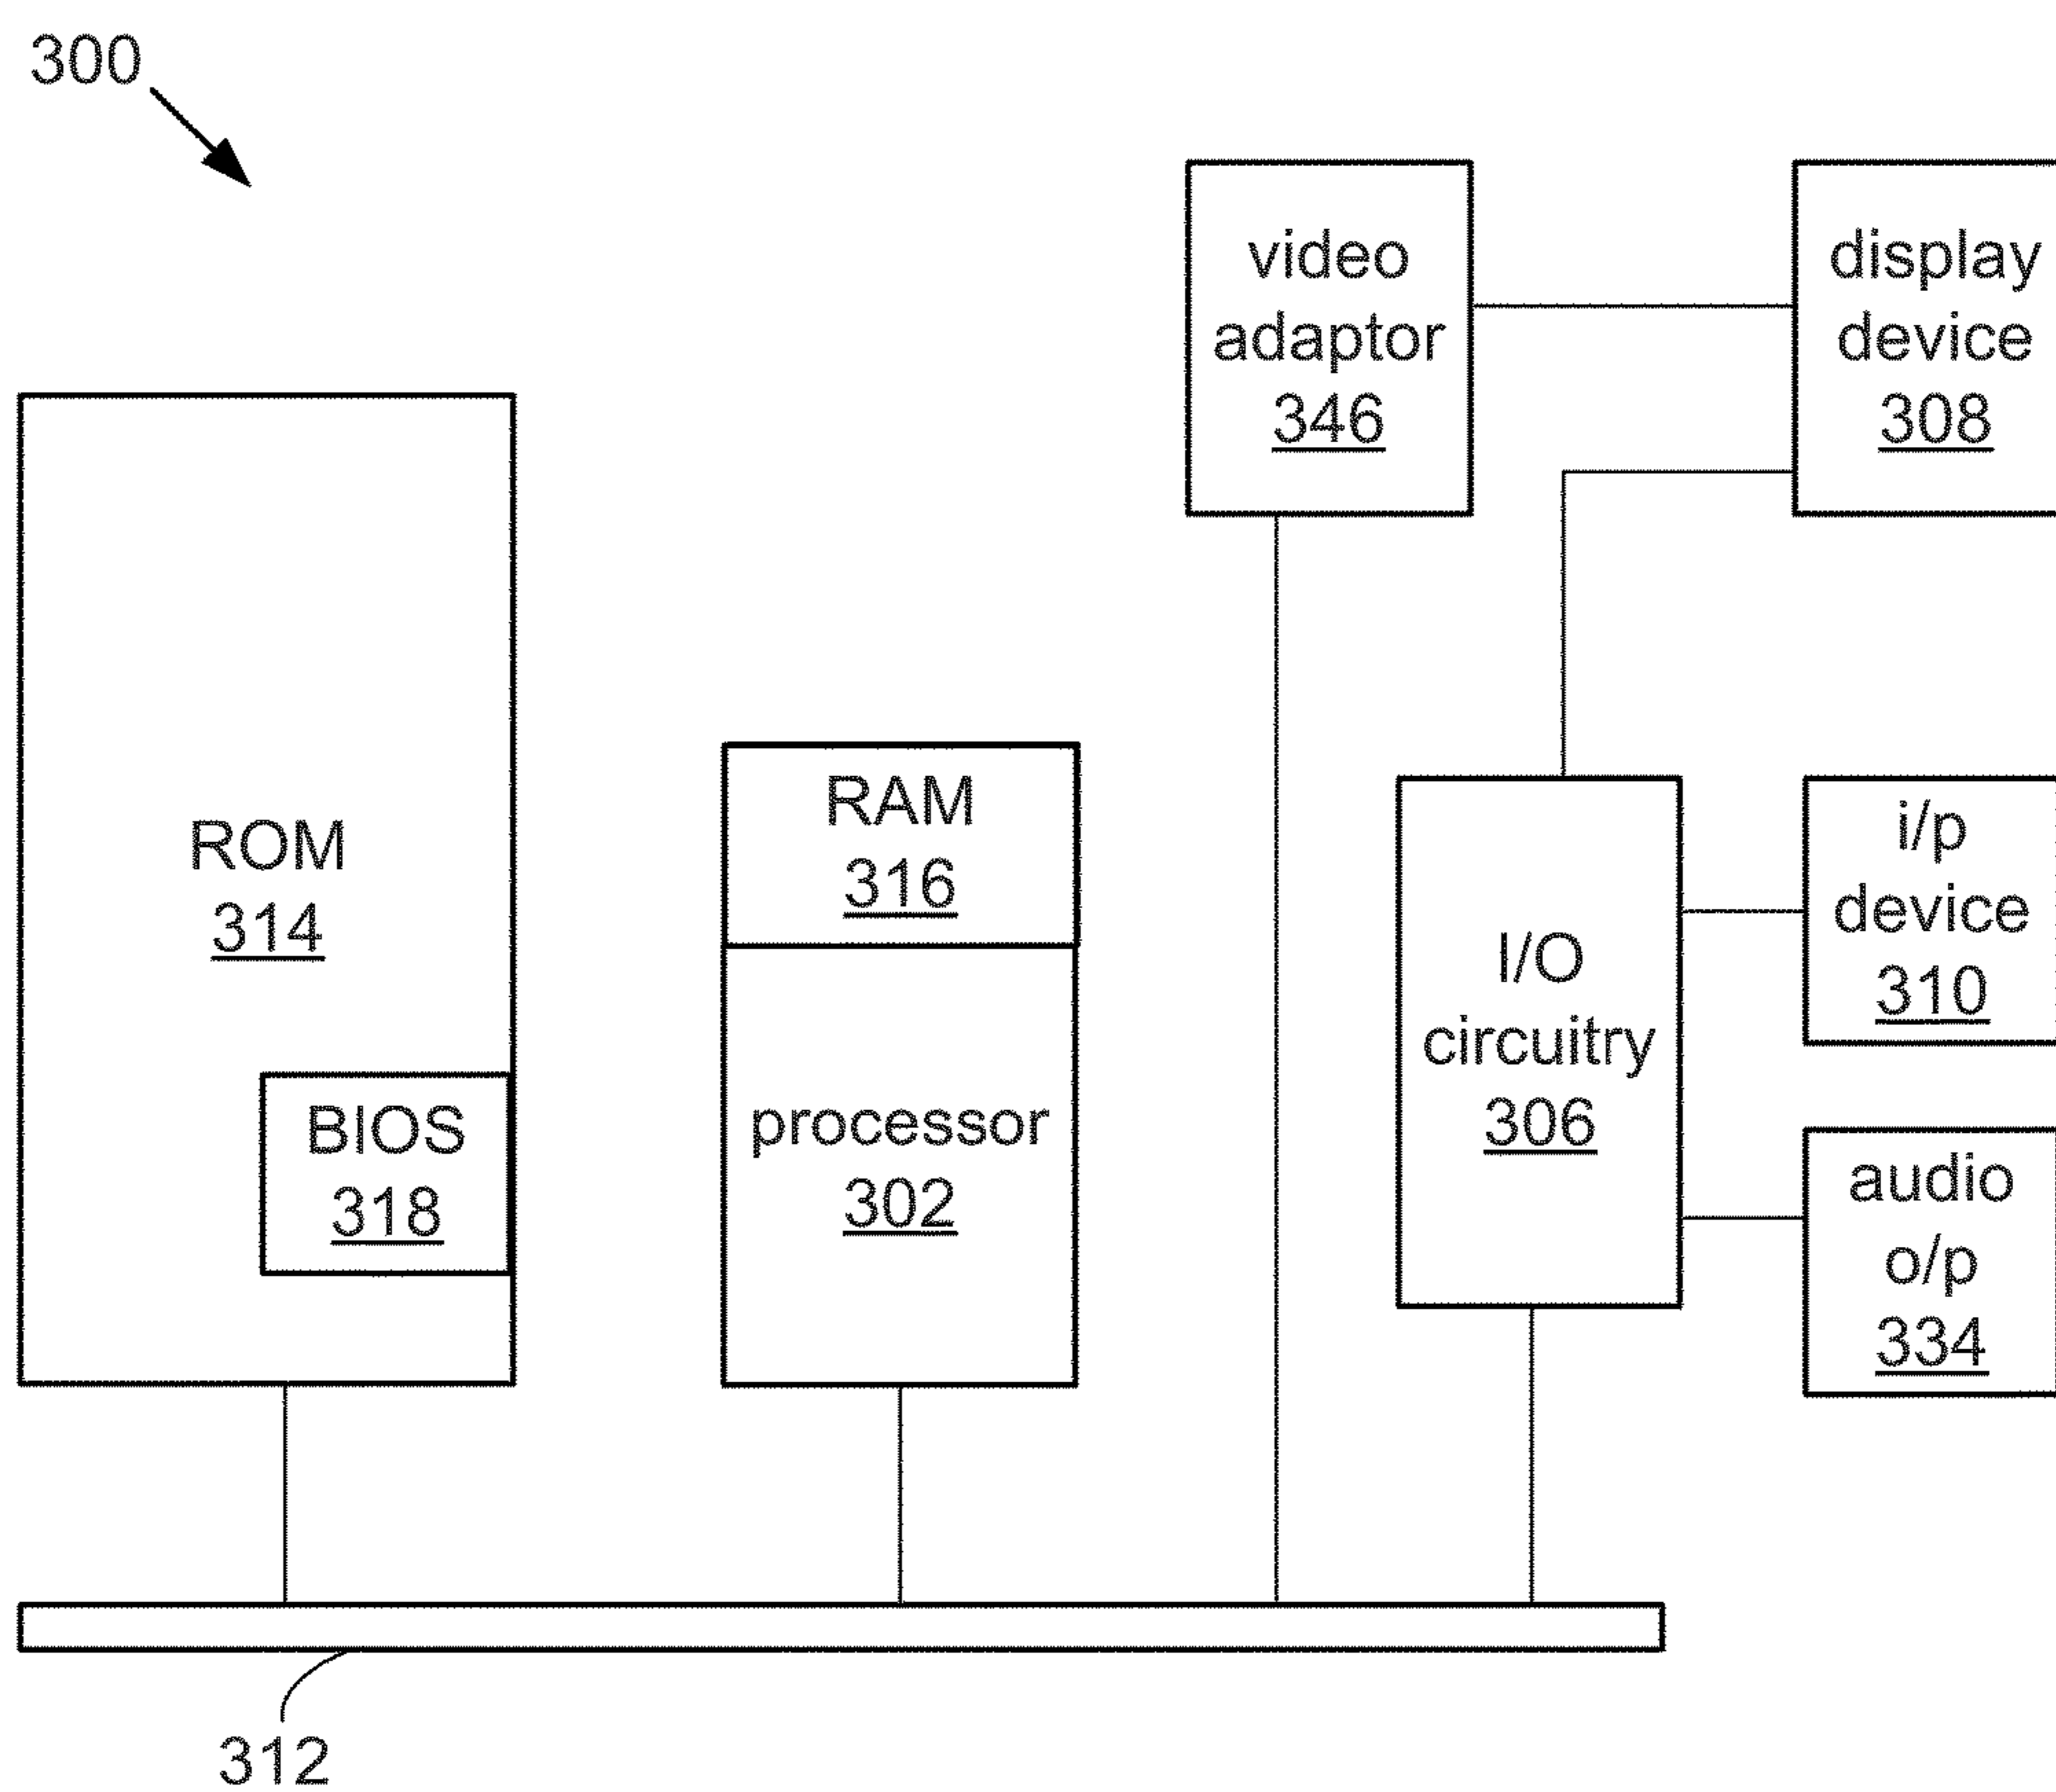 300
video
adaptor
346
display
device
308
ROM
314
BIOS
318
RAM
316
processor
302
I/O
circuitry
306
i/p
device
310
audio
o/p
334
312